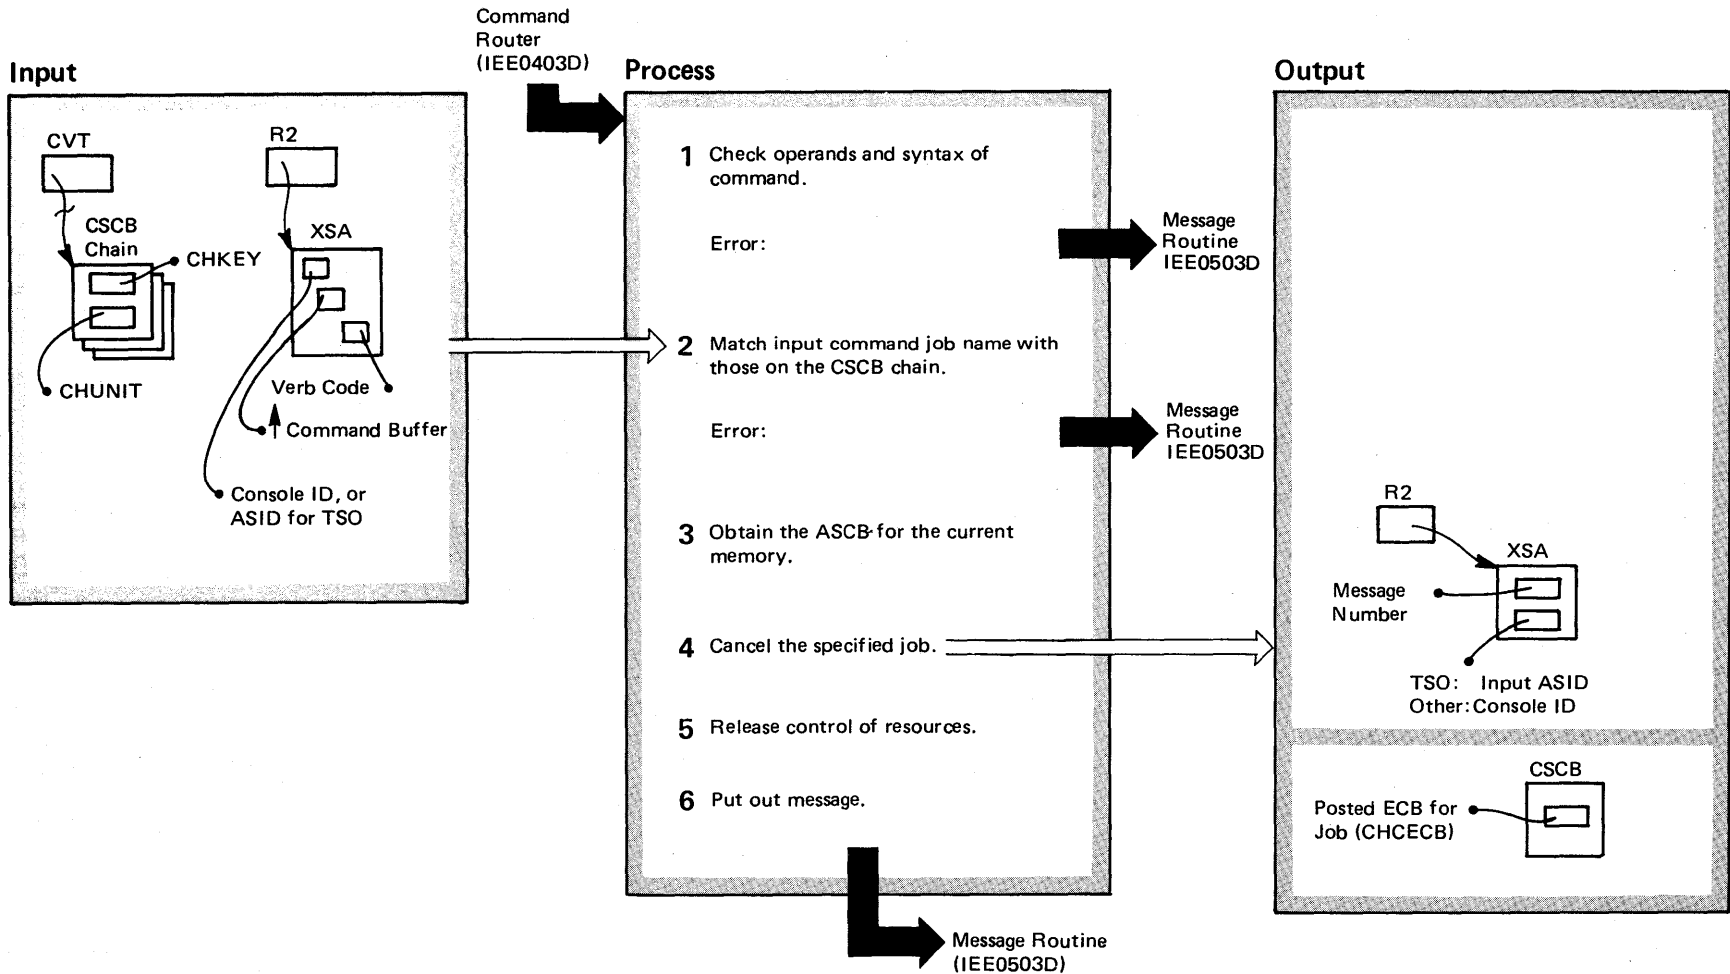 Command
Router
(IEE0403D)
Input
CVT
R2
CSCB
Chain
XSA
CHKEY
CHUNIT
Verb Code
Command Buffer
Console ID, or
ASID for TSO
Process
1 Check operands and syntax of
command.
Error:
Message
Routine
IEE0503D
2 Match input command job name with
those on the CSCB chain.
Error:
Message
Routine
IEE0503D
3 Obtain the ASCB for the current
memory.
4 Cancel the specified job.
5 Release control of resources.
6 Put out message.
Message Routine
(IEE0503D)
Output
R2
XSA
Message
Number
TSO: Input ASID
Other: Console ID
CSCB
Posted ECB for
Job (CHCECB)